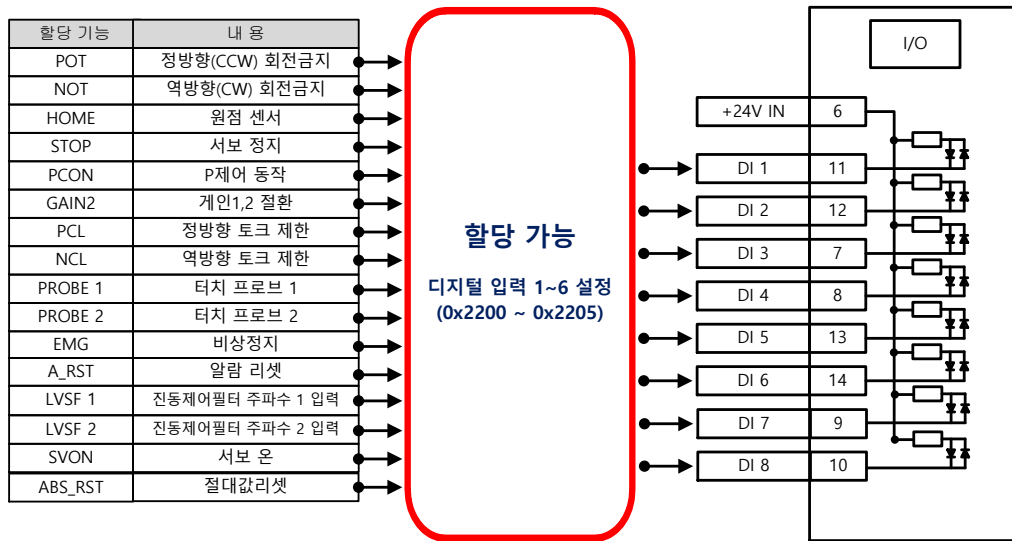 할당 기능 내 용
POT 정방향(CCW) 회전금지
NOT 역방향(CW) 회전금지
HOME 원점 센서
STOP 서보 정지
PCON P제어 동작
GAIN2 게인1,2 절환
PCL 정방향 토크 제한
NCL 역방향 토크 제한
PROBE 1 터치 프로브 1
PROBE 2 터치 프로브 2
EMG 비상정지
A_RST 알람 리셋
LVSF 1 진동제어필터 주파수 1 입력
LVSF 2 진동제어필터 주파수 2 입력
SVON 서보 온
ABS_RST 절대값리셋
할당 가능
디지털 입력 1~6 설정
(0x2200 ~ 0x2205)
I/O
+24V IN 6
DI 1 11
DI 2 12
DI 3 7
DI 4 8
DI 5 13
DI 6 14
DI 7 9
DI 8 10